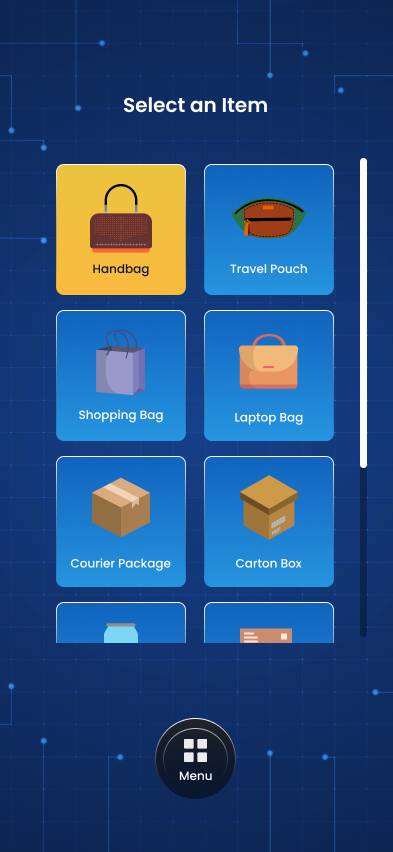 Select an Item
Handbag
Travel Pouch
Shopping Bag
Laptop Bag
Courier Package
Carton Box
Menu